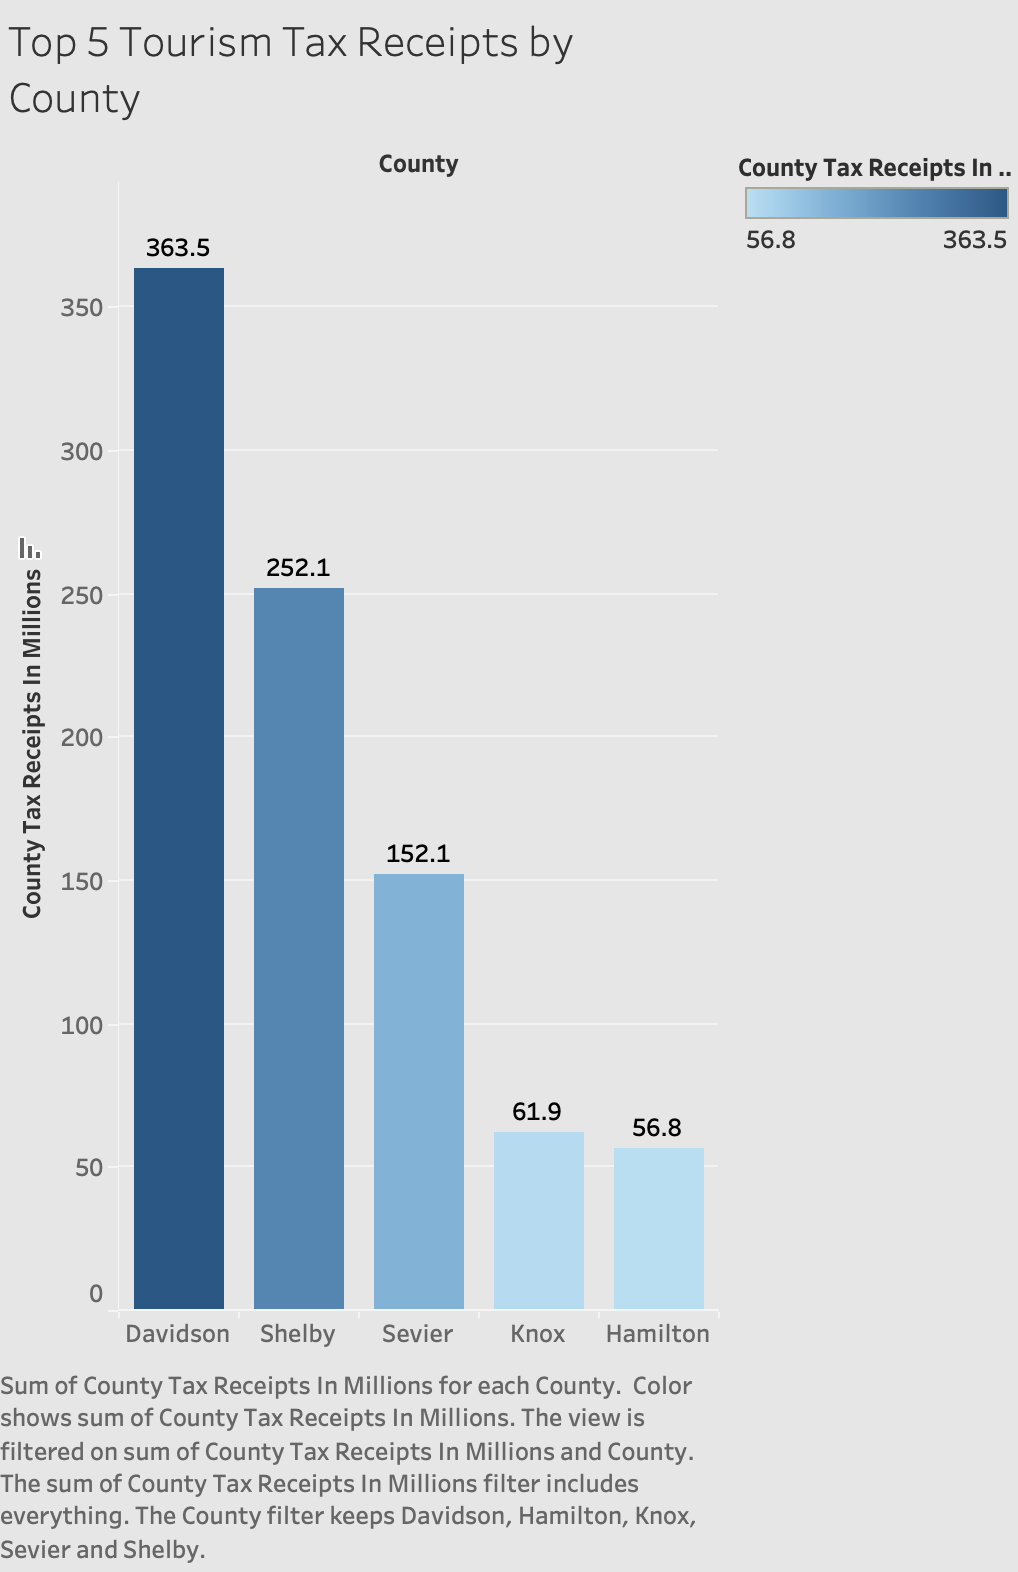 Top 5 Tourism Tax Receipts by
County
County
County Tax Receipts In ..
56.8 363.5
County Tax Receipts In Millions
350
300
250
200
150
100
50
0
363.5
252.1
152.1
61.9
56.8
Davidson Shelby Sevier Knox Hamilton
Sum of County Tax Receipts In Millions for each County.  Color
shows sum of County Tax Receipts In Millions. The view is
filtered on sum of County Tax Receipts In Millions and County.
The sum of County Tax Receipts In Millions filter includes
everything. The County filter keeps Davidson, Hamilton, Knox,
Sevier and Shelby.